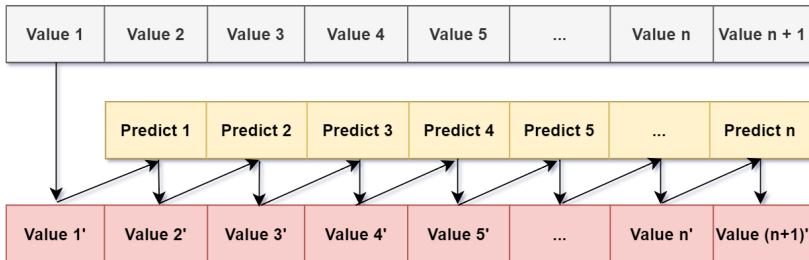 Value 1 Value 2 Value 3 Value 4 Value 5 ... Value n Value n + 1
Predict 1 Predict 2 Predict 3 Predict 4 Predict 5 ... Predict n
Value 1' Value 2' Value 3' Value 4' Value 5' ... Value n' Value (n+1)'